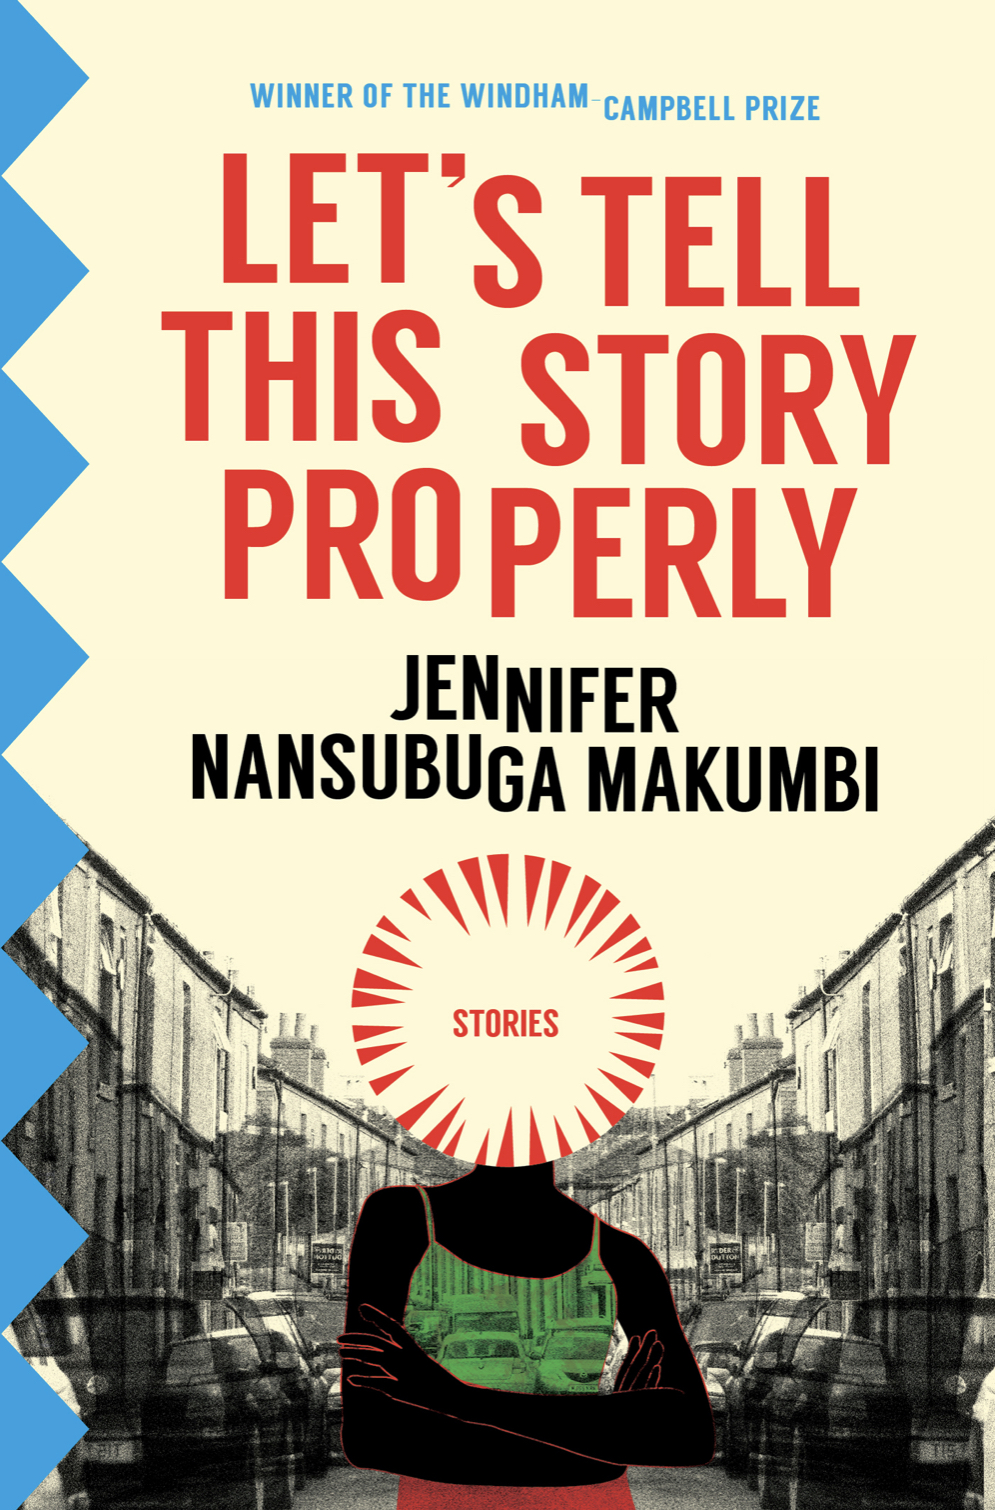 WINNER OF THE WINDHAM-CAMPBELL PRIZE
LET'S TELL
THIS STORY
PROPERLY
JENNIFER
NANSUBUGA MAKUMBI
STORIES